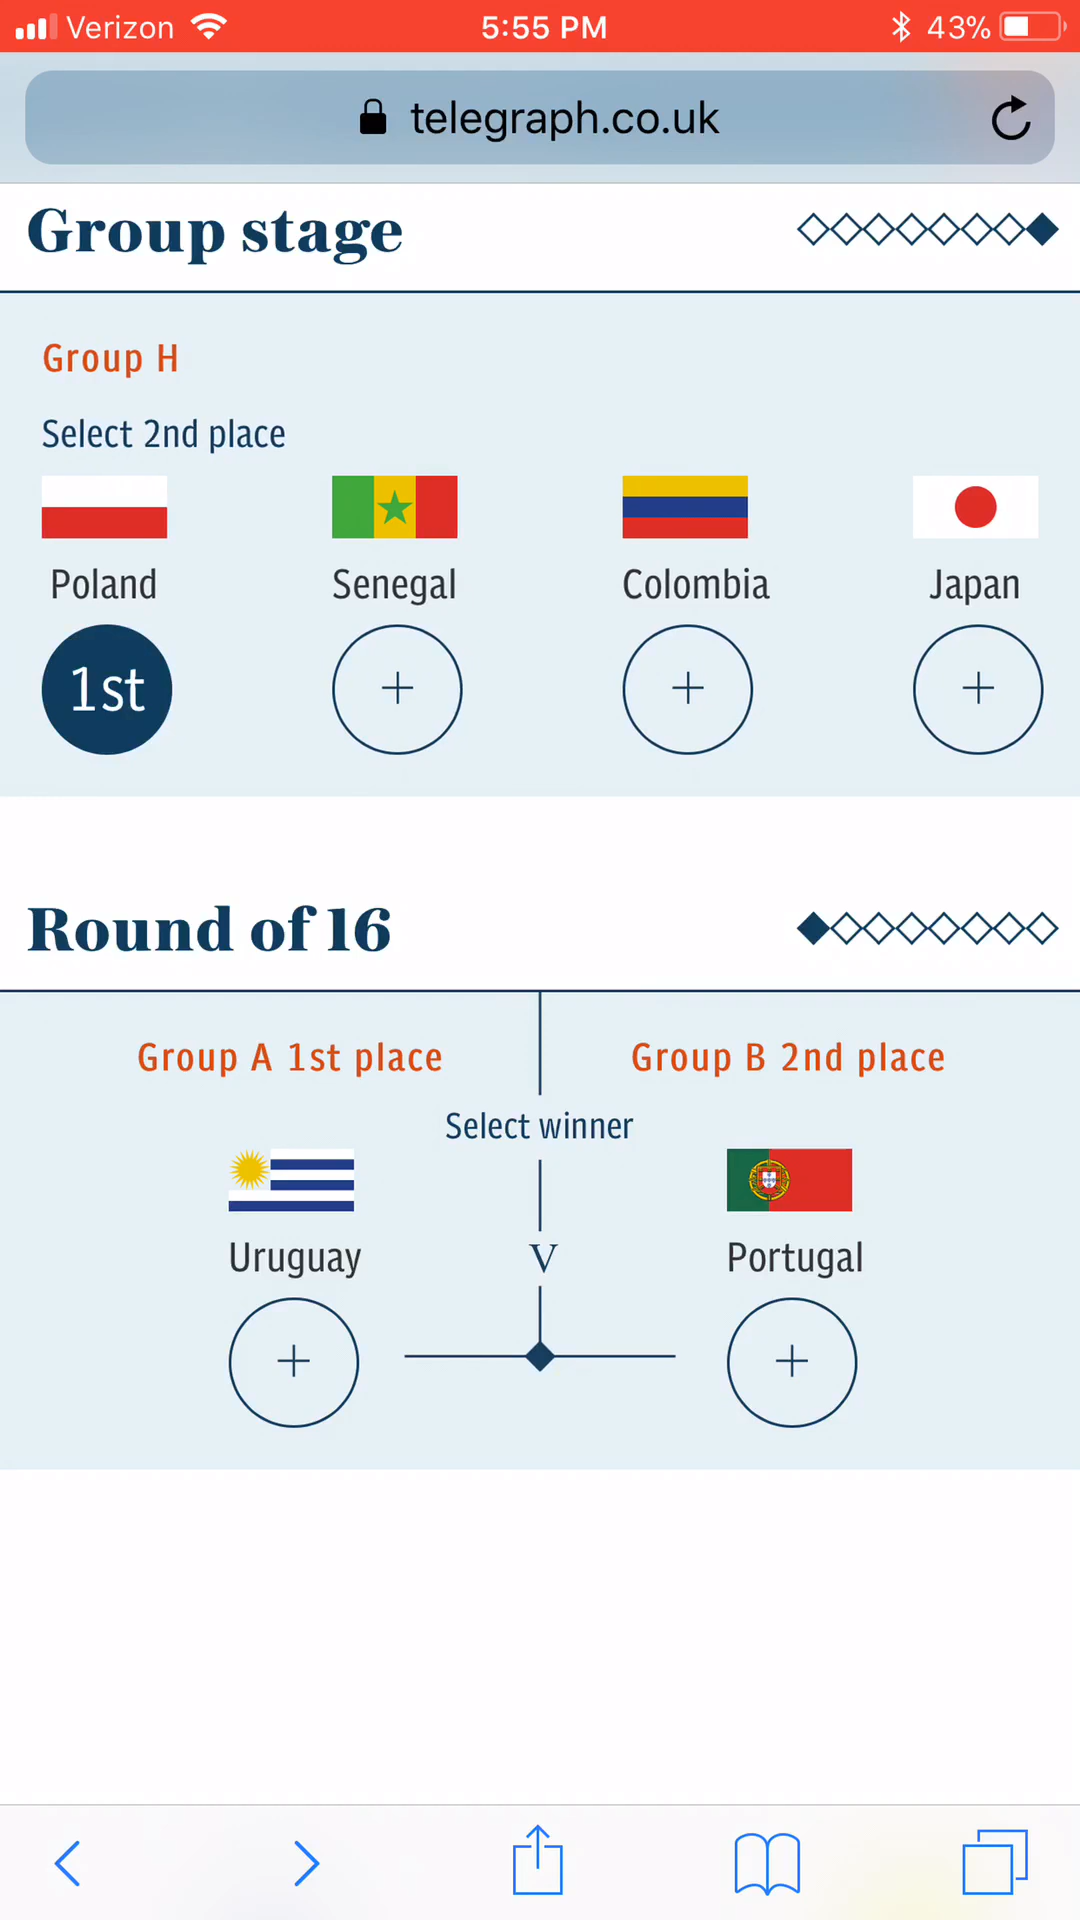 Verizon 5:55 PM 43%
telegraph.co.uk
Group stage
Group H
Select 2nd place
Poland Senegal Colombia Japan
1st + + +
Round of 16
Group A 1st place Group B 2nd place
Select winner
Uruguay V Portugal
+ +